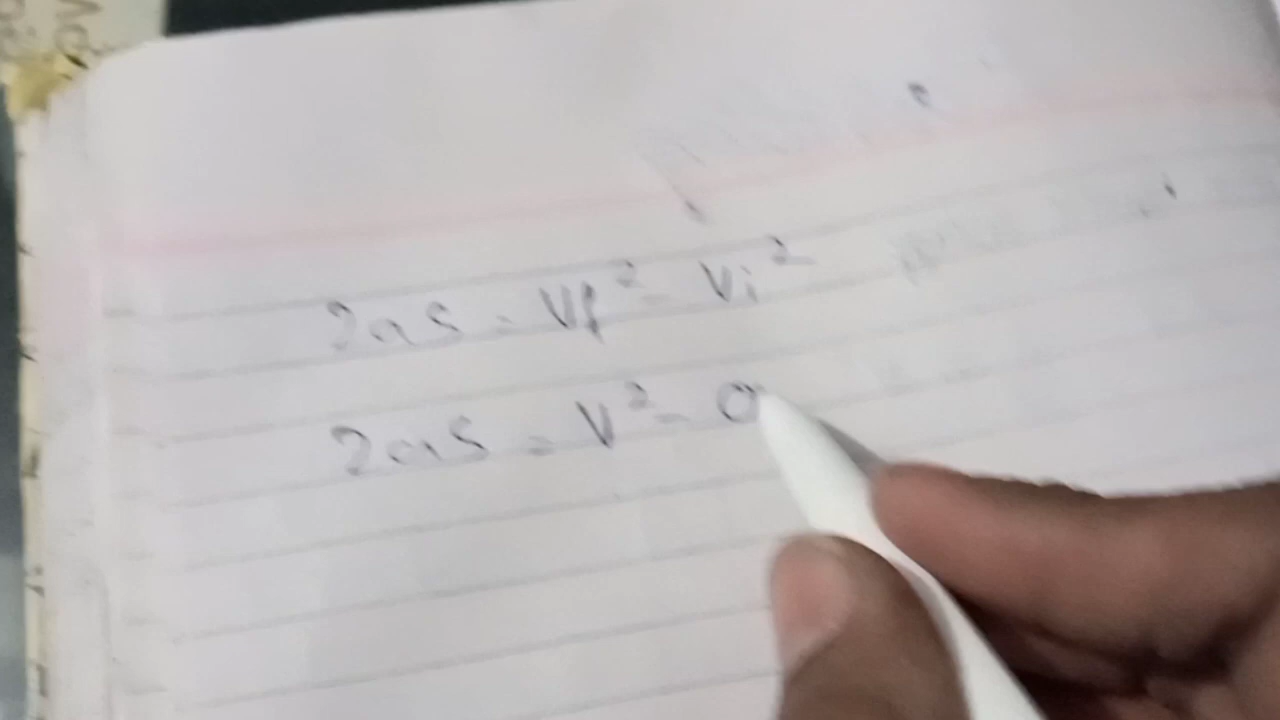 2as = Vf² - Vi²
2as = V² - 0